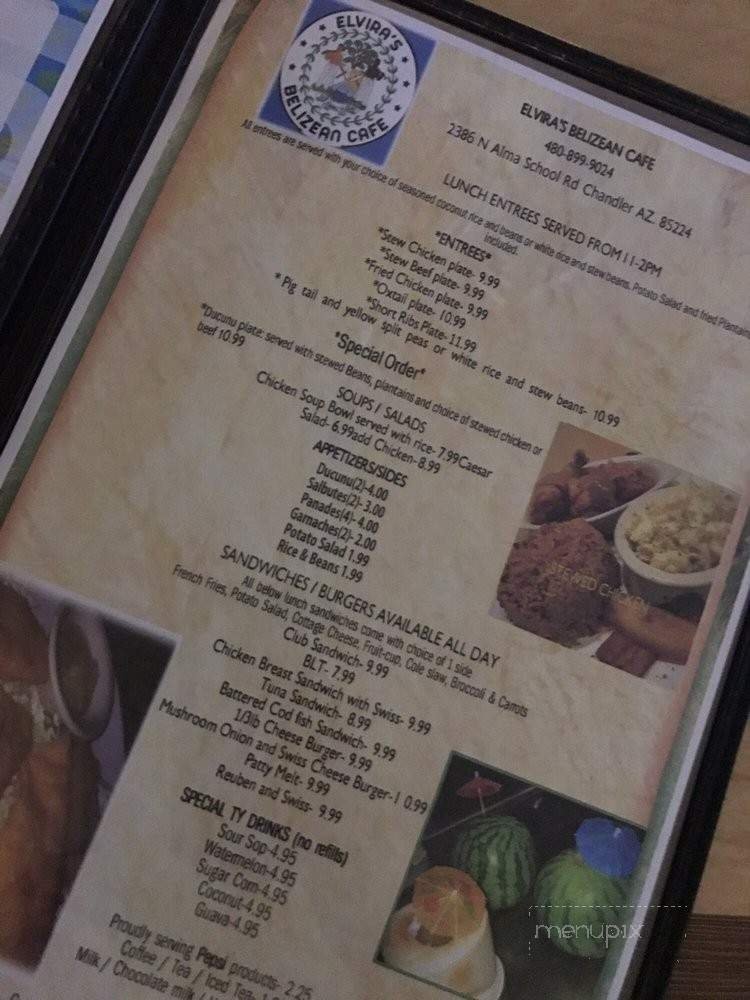 ELVIRA'S
BELIZEAN CAFE
ELVIRA'S BELIZEAN CAFE
480-899-9024
2386 N Alma School Rd Chandler AZ. 85224
LUNCH ENTREES SERVED FROM 11-2PM
All entrees are served with your choice of seasoned coconut rice and beans or white rice and stew beans. Potato Salad and fried Plantains
included.
*ENTREES*
*Stew Chicken plate- 9.99
*Stew Beef plate- 9.99
*Fried Chicken plate- 9.99
*Oxtail plate- 10.99
*Short Ribs Plate- 11.99
* Pig tail and yellow split peas or white rice and stew beans- 10.99
*Special Order*
*Ducunu plate: served with stewed Beans, plantains and choice of stewed chicken or
beef 10.99
SOUPS / SALADS
Chicken Soup Bowl served with rice- 7.99Caesar
Salad- 6.99add Chicken-8.99
APPETIZERS/SIDES
Ducunu(2)-4.00
Salbutes(2)- 3.00
Panades(4)- 4.00
Garnaches(2)- 2.00
Potato Salad 1.99
Rice & Beans 1.99
SANDWICHES / BURGERS AVAILABLE ALL DAY
All below lunch sandwiches come with choice of 1 side
French Fries, Potato Salad, Cottage Cheese, Fruit-cup, Cole slaw, Broccoli & Carrots
Club Sandwich- 9.99
BLT- 7.99
Chicken Breast Sandwich with Swiss- 9.99
Tuna Sandwich- 8.99
Battered Cod fish Sandwich- 9.99
1/3lb Cheese Burger- 9.99
Mushroom Onion and Swiss Cheese Burger-1 0.99
Patty Melt- 9.99
Reuben and Swiss- 9.99
SPECIAL TY DRINKS (no refills)
Sour Sop-4.95
Watermelon-4.95
Sugar Corn-4.95
Coconut-4.95
Guava-4.95
Proudly serving Pepsi products- 2.25
Coffee / Tea / Iced Tea-
Milk / Chocolate milk /
STEWED CHICKEN
menupix